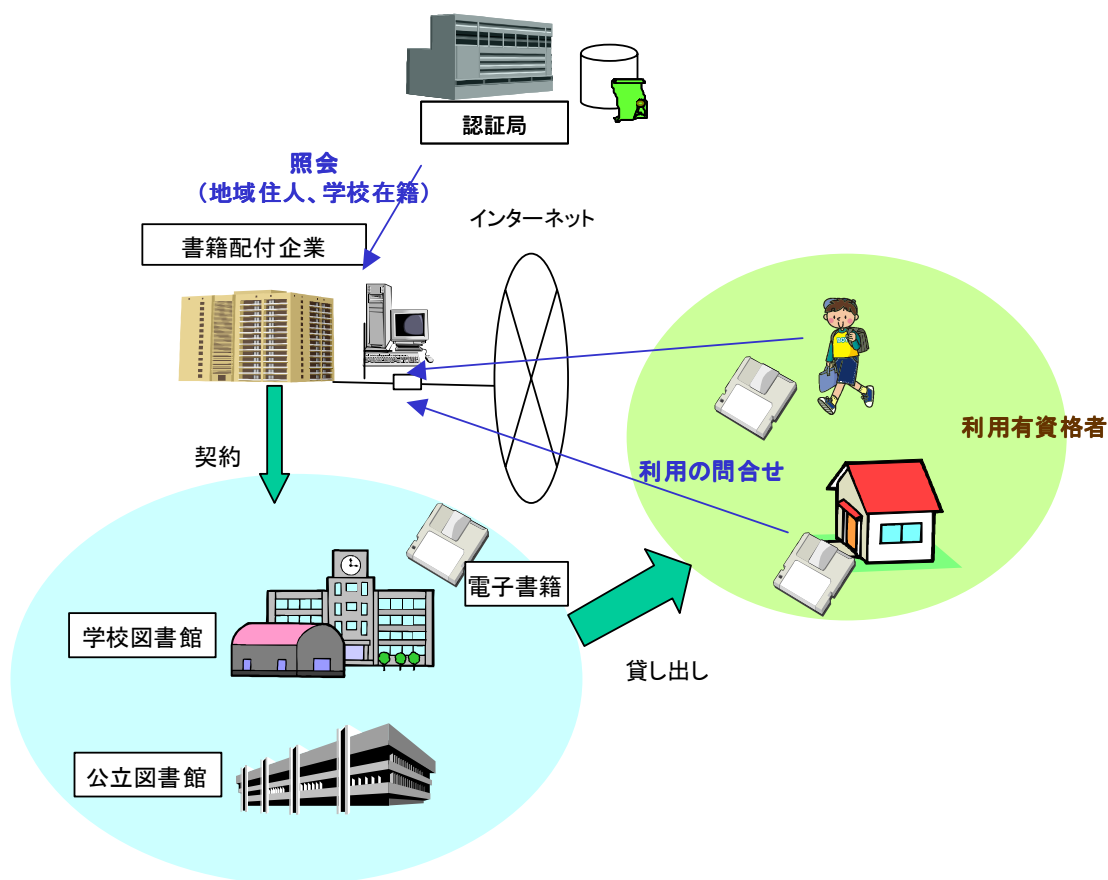 認証局
照会
（地域住人、学校在籍）
インターネット
書籍配付企業
利用有資格者
契約
利用の問合せ
電子書籍
学校図書館
貸し出し
公立図書館